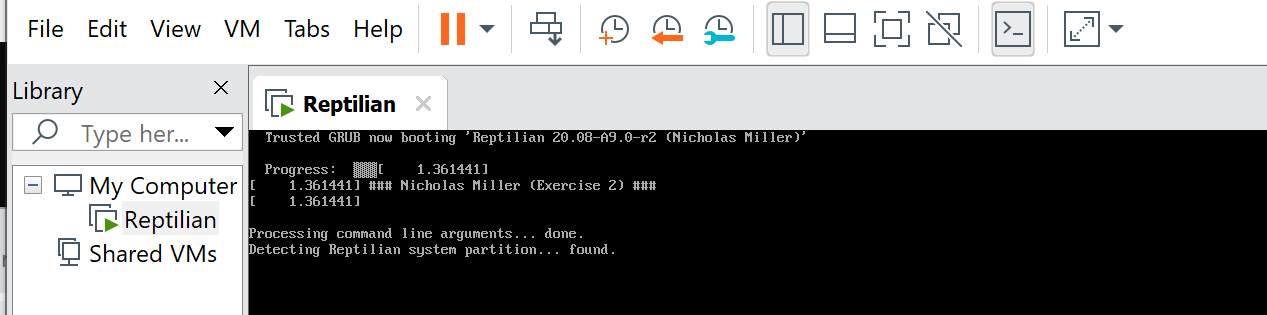 File Edit View VM Tabs Help
Library
Type her...
My Computer
Reptilian
Shared VMs
Reptilian
Trusted GRUB now booting 'Reptilian 20.08-A9.0-r2 (Nicholas Miller)'
Progress: ▒▒▒[    1.361441]
[    1.361441] ### Nicholas Miller (Exercise 2) ###
[    1.361441]
Processing command line arguments... done.
Detecting Reptilian system partition... found.